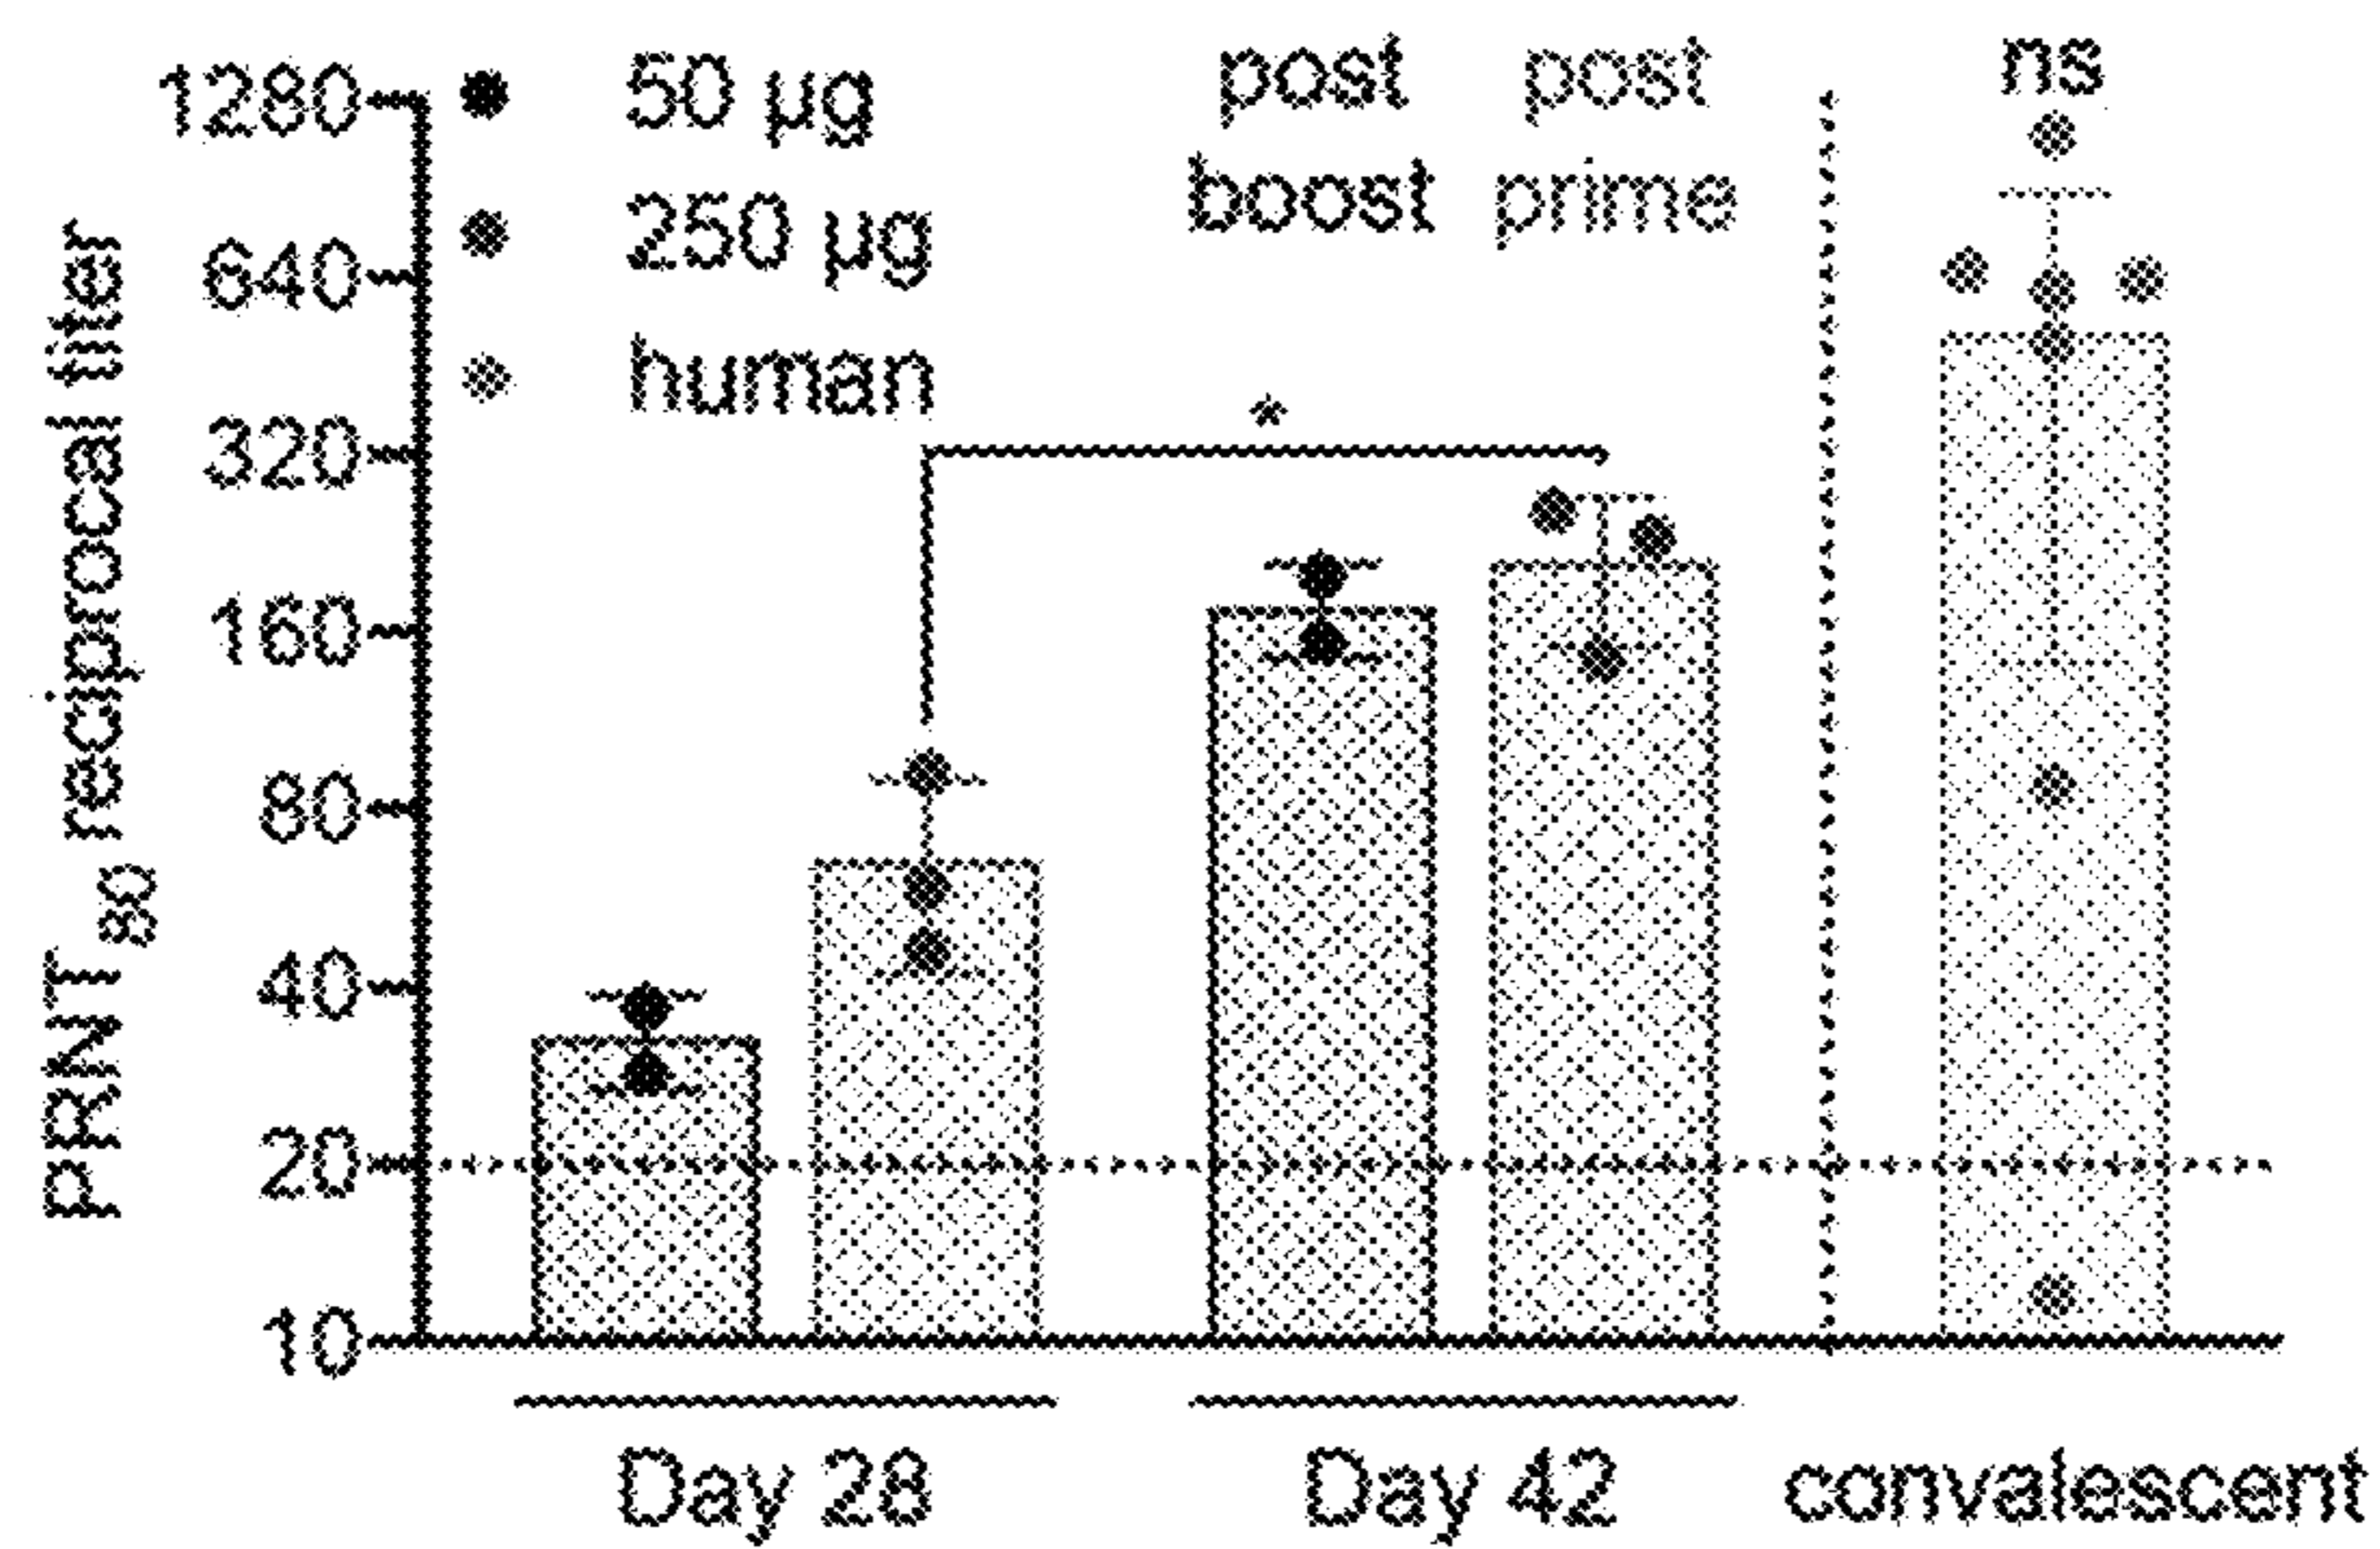 PRNT80 reciprocal titer
1280
640
320
160
80
40
20
10
50 µg
250 µg
human
post boost
post prime
ns
*
Day 28
Day 42
convalescent